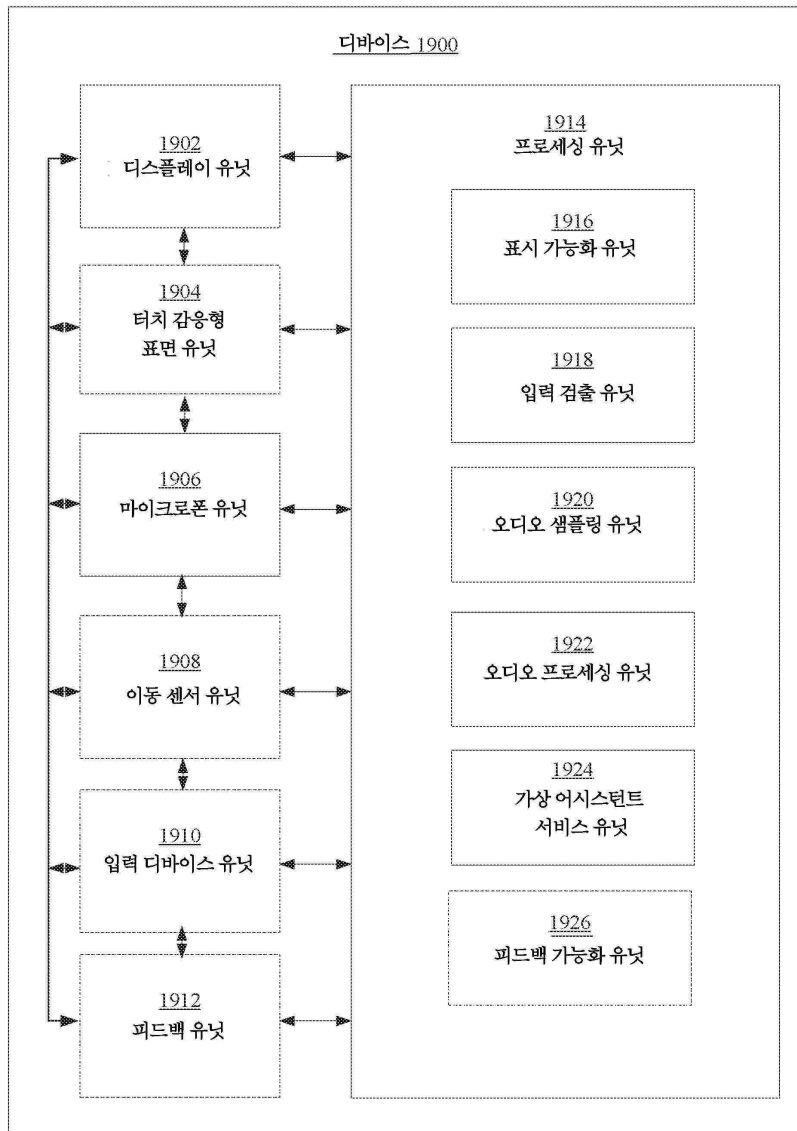 디바이스 1900
1902
디스플레이 유닛
1904
터치 감응형
표면 유닛
1906
마이크로폰 유닛
1908
이동 센서 유닛
1910
입력 디바이스 유닛
1912
피드백 유닛
1914
프로세싱 유닛
1916
표시 가능화 유닛
1918
입력 검출 유닛
1920
오디오 샘플링 유닛
1922
오디오 프로세싱 유닛
1924
가상 어시스턴트
서비스 유닛
1926
피드백 가능화 유닛